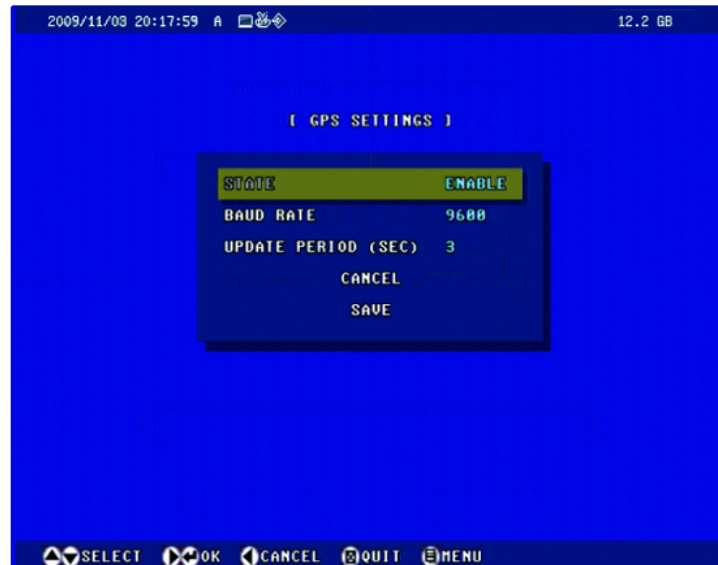 2009/11/03 20:17:59 A 12.2 GB
[ GPS SETTINGS ]
STATE ENABLE
BAUD RATE 9600
UPDATE PERIOD (SEC) 3
CANCEL
SAVE
SELECT OK CANCEL QUIT MENU